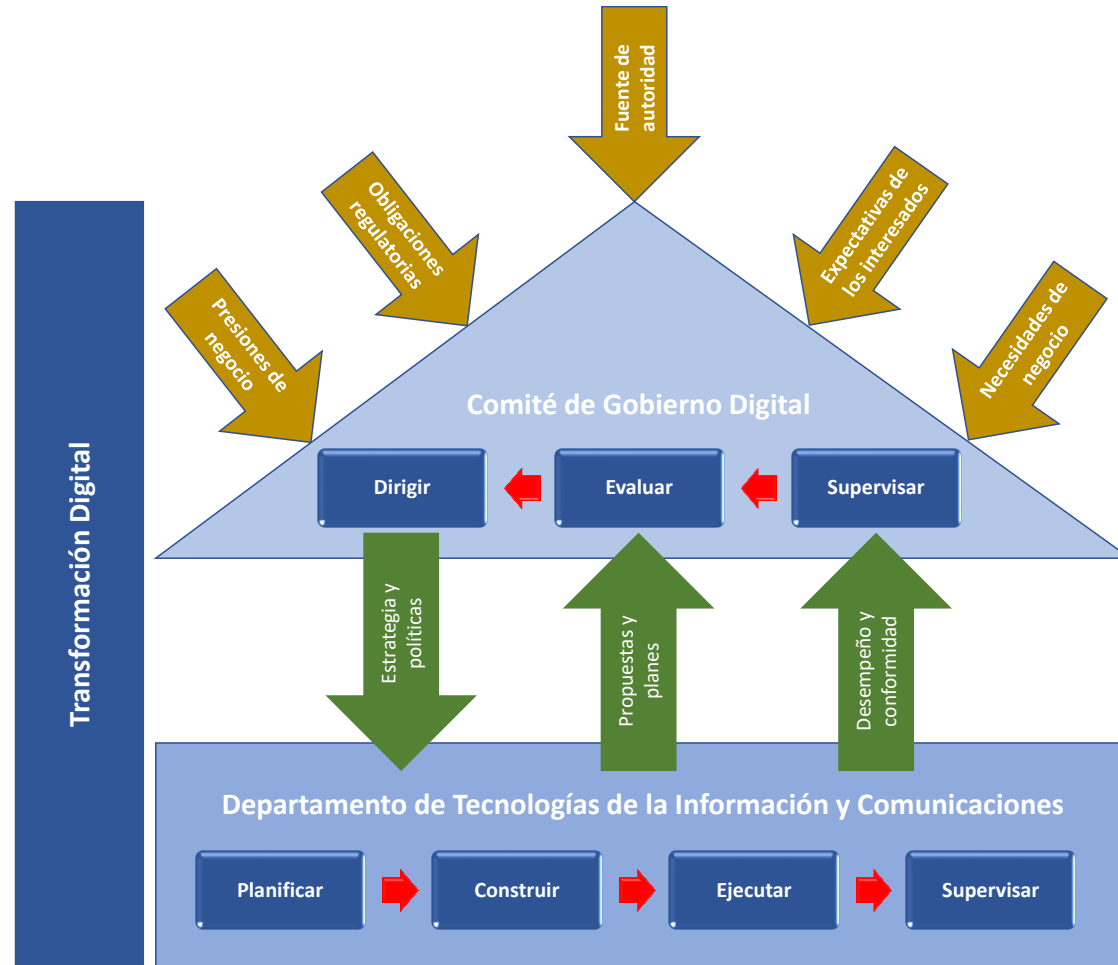 Fuente de
autoridad
Obligaciones
regulatorias
Expectativas de
los interesados
Presiones de
negocio
Necesidades de
negocio
Transformación Digital
Comité de Gobierno Digital
Dirigir
Evaluar
Supervisar
Estrategia y
políticas
Propuestas y
planes
Desempeño y
conformidad
Departamento de Tecnologías de la Información y Comunicaciones
Planificar
Construir
Ejecutar
Supervisar